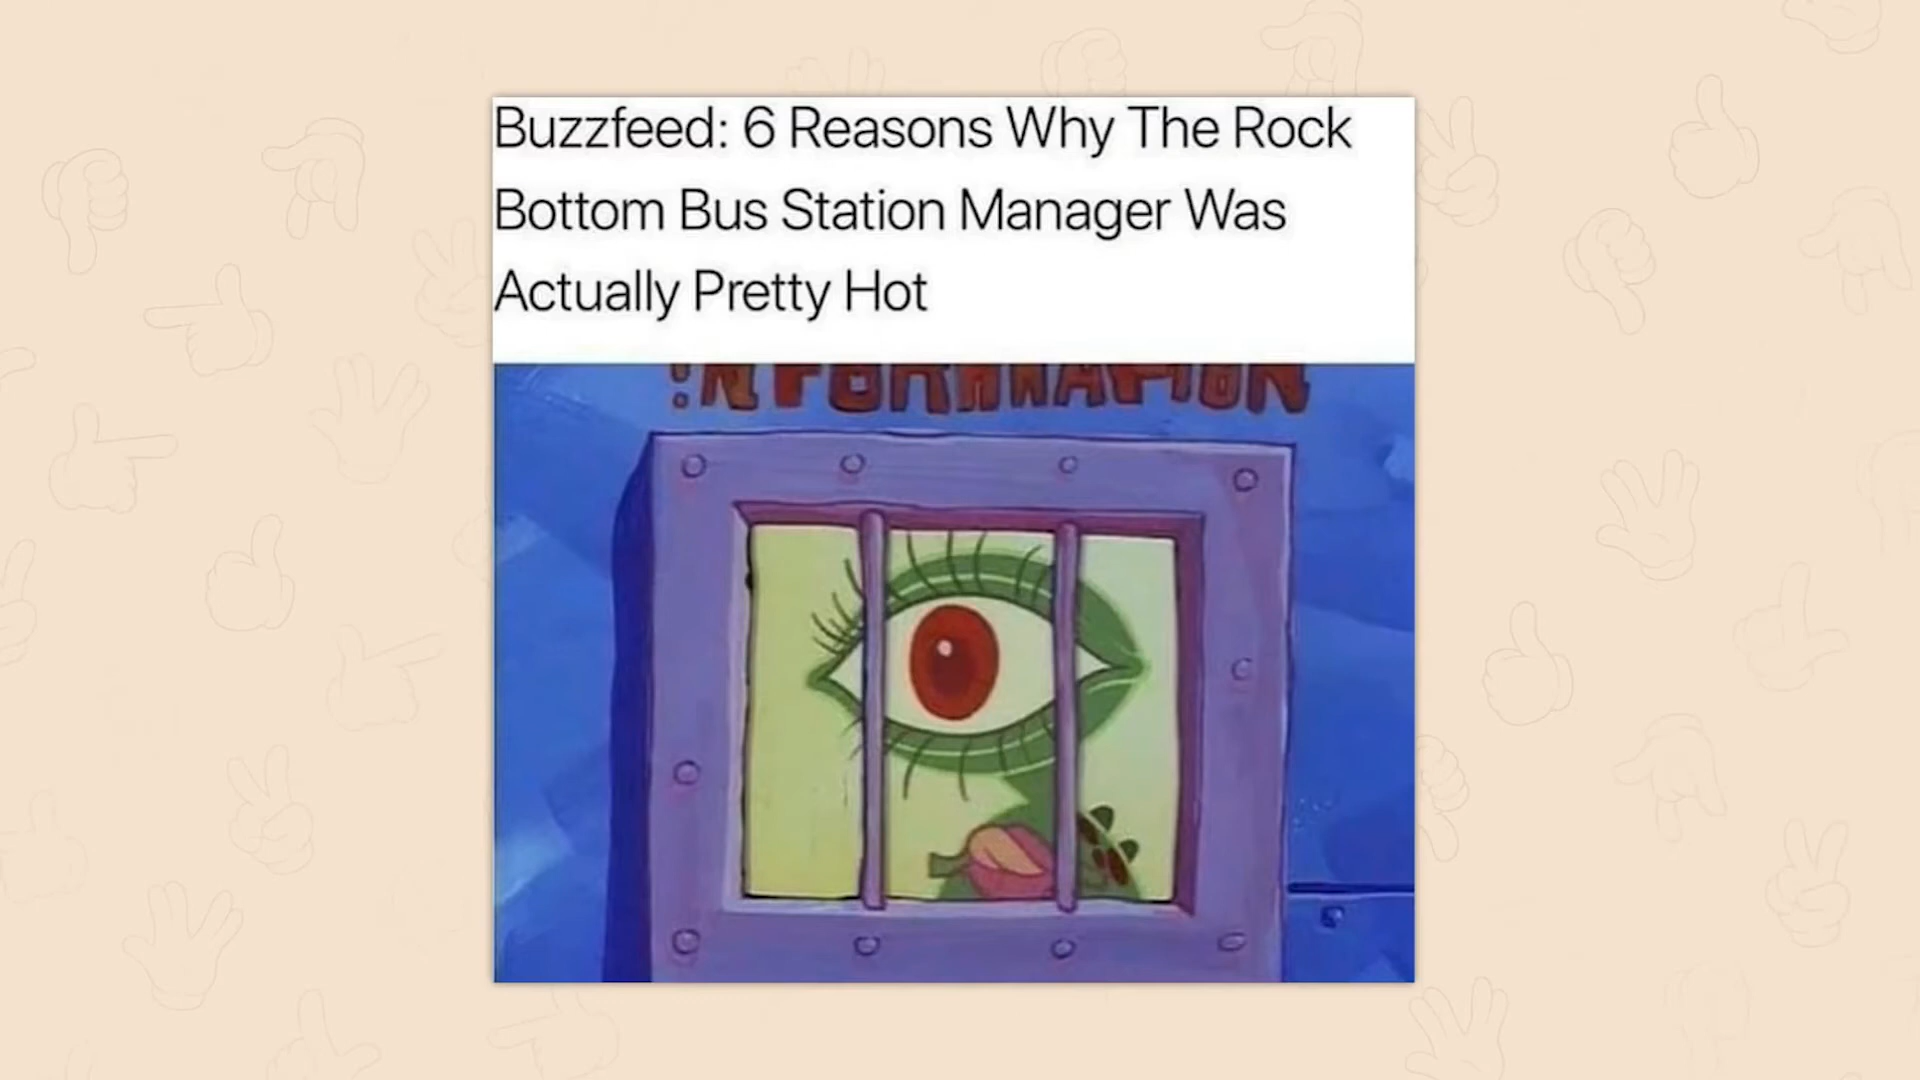 Buzzfeed: 6 Reasons Why The Rock
Bottom Bus Station Manager Was
Actually Pretty Hot
INFORMATION